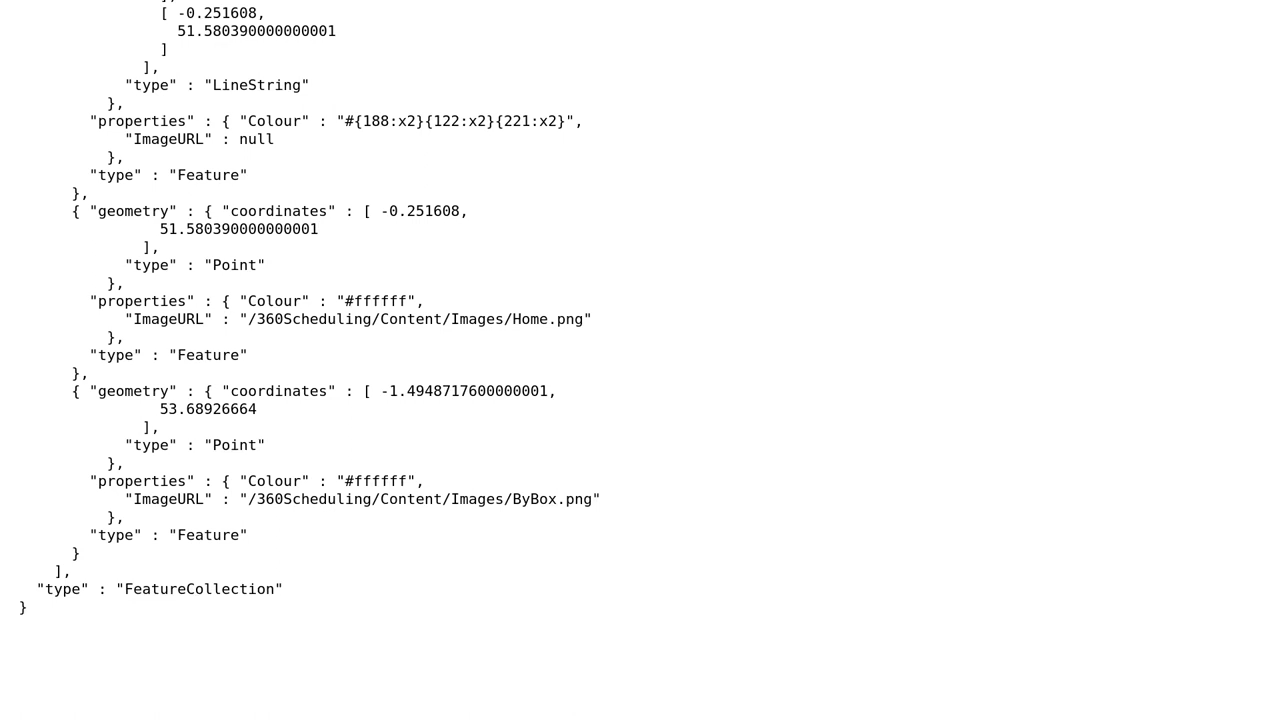 [ -0.251608,
51.580390000000001
]
],
"type" : "LineString"
},
"properties" : { "Colour" : "#{188:x2}{122:x2}{221:x2}",
"ImageURL" : null
},
"type" : "Feature"
},
{ "geometry" : { "coordinates" : [ -0.251608,
51.580390000000001
],
"type" : "Point"
},
"properties" : { "Colour" : "#ffffff",
"ImageURL" : "/360Scheduling/Content/Images/Home.png"
},
"type" : "Feature"
},
{ "geometry" : { "coordinates" : [ -1.4948717600000001,
53.68926664
],
"type" : "Point"
},
"properties" : { "Colour" : "#ffffff",
"ImageURL" : "/360Scheduling/Content/Images/ByBox.png"
},
"type" : "Feature"
}
],
"type" : "FeatureCollection"
}